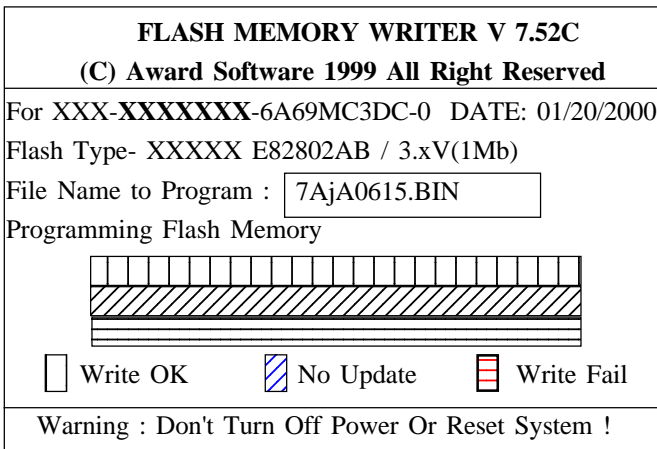 FLASH MEMORY WRITER V 7.52C
(C) Award Software 1999 All Right Reserved
For XXX-XXXXXXX-6A69MC3DC-0 DATE: 01/20/2000
Flash Type- XXXXX E82802AB / 3.xV(1Mb)
File Name to Program : 7AjA0615.BIN
Programming Flash Memory
Write OK No Update Write Fail
Warning : Don't Turn Off Power Or Reset System !